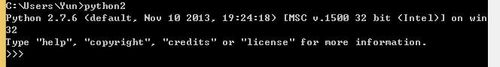 C:\Users\Yun>python2
Python 2.7.6 (default, Nov 10 2013, 19:24:18) [MSC v.1500 32 bit (Intel)] on win
32
Type "help", "copyright", "credits" or "license" for more information.
>>>